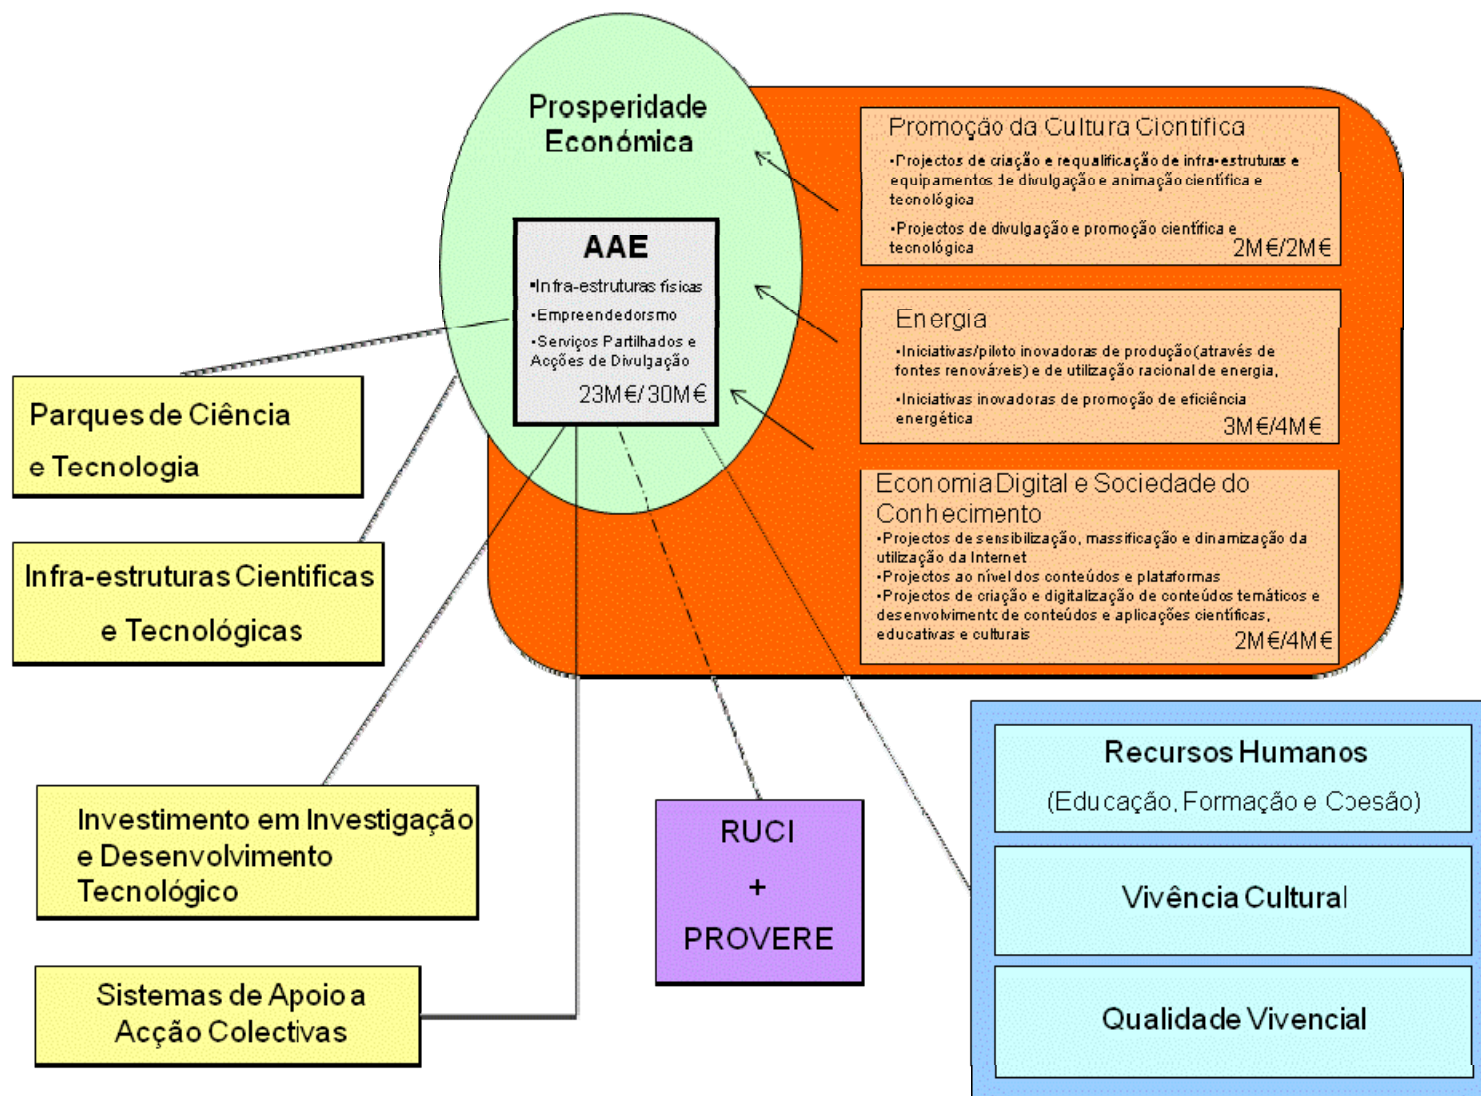 Prosperidade
Económica
AAE
▪Infra-estruturas físicas
•Empreendedorsmo
•Serviços Partilhados e
Acções de Divulgação
23M€/30M€
Promoção da Cultura Científica
•Projectos de criação e requalificação de infra-estruturas e
equipamentos de divulgação e animação científica e
tecnológica
•Projectos de divulgação e promoção científica e
tecnológica
2M€/2M€
Energia
•Iniciativas/piloto inovadoras de produção(através de
fontes renováveis) e de utilização racional de energia,
•Iniciativas inovadoras de promoção de eficiência
energética
3M€/4M€
Economia Digital e Sociedade do
Conhecimento
•Projectos de sensibilização, massificação e dinamização da
utilização da Internet
•Projectos ao nível dos conteúdos e plataformas
•Projectos de criação e digitalização de conteúdos temáticos e
desenvolvimento de conteúdos e aplicações científicas,
educativas e culturais
2M€/4M€
Parques de Ciência
e Tecnologia
Infra-estruturas Cientificas
e Tecnológicas
Investimento em Investigação
e Desenvolvimento
Tecnológico
Sistemas de Apoio a
Acção Colectivas
RUCI
+
PROVERE
Recursos Humanos
(Educação, Formação e Coesão)
Vivência Cultural
Qualidade Vivencial